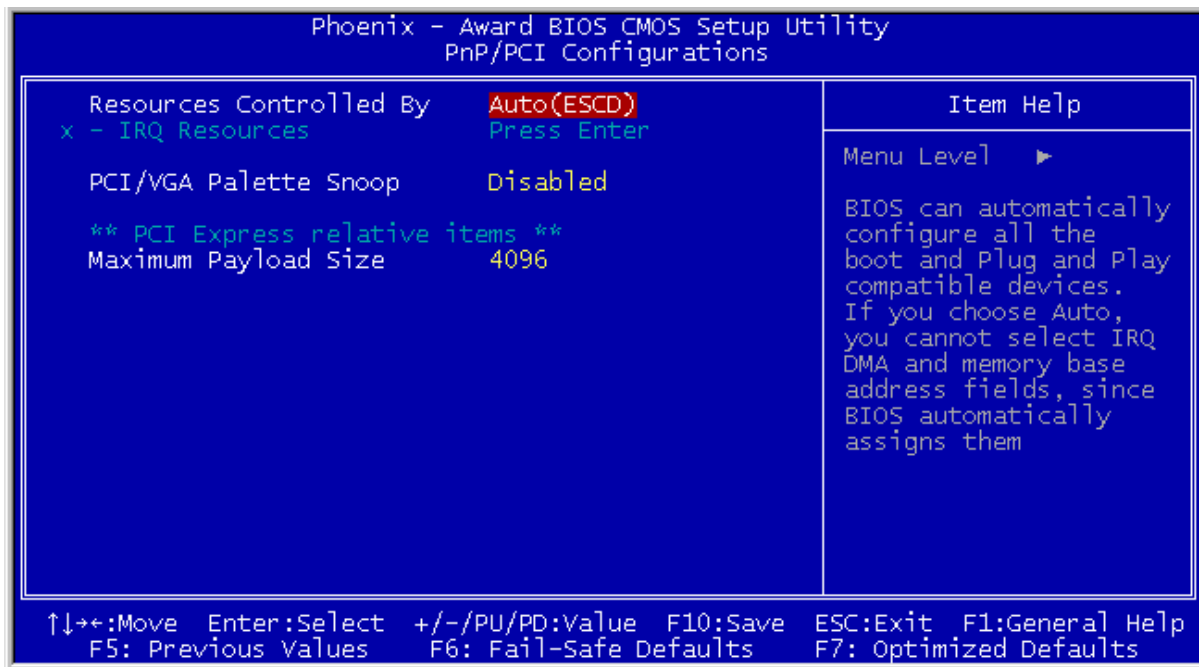 Phoenix - Award BIOS CMOS Setup Utility
PnP/PCI Configurations
Resources Controlled By Auto(ESCD)
x - IRQ Resources Press Enter
PCI/VGA Palette Snoop Disabled
** PCI Express relative items **
Maximum Payload Size 4096
Item Help
Menu Level ►
BIOS can automatically
configure all the
boot and Plug and Play
compatible devices.
If you choose Auto,
you cannot select IRQ
DMA and memory base
address fields, since
BIOS automatically
assigns them
↑↓→←:Move Enter:Select +/-/PU/PD:Value F10:Save ESC:Exit F1:General Help
F5: Previous Values F6: Fail-Safe Defaults F7: Optimized Defaults